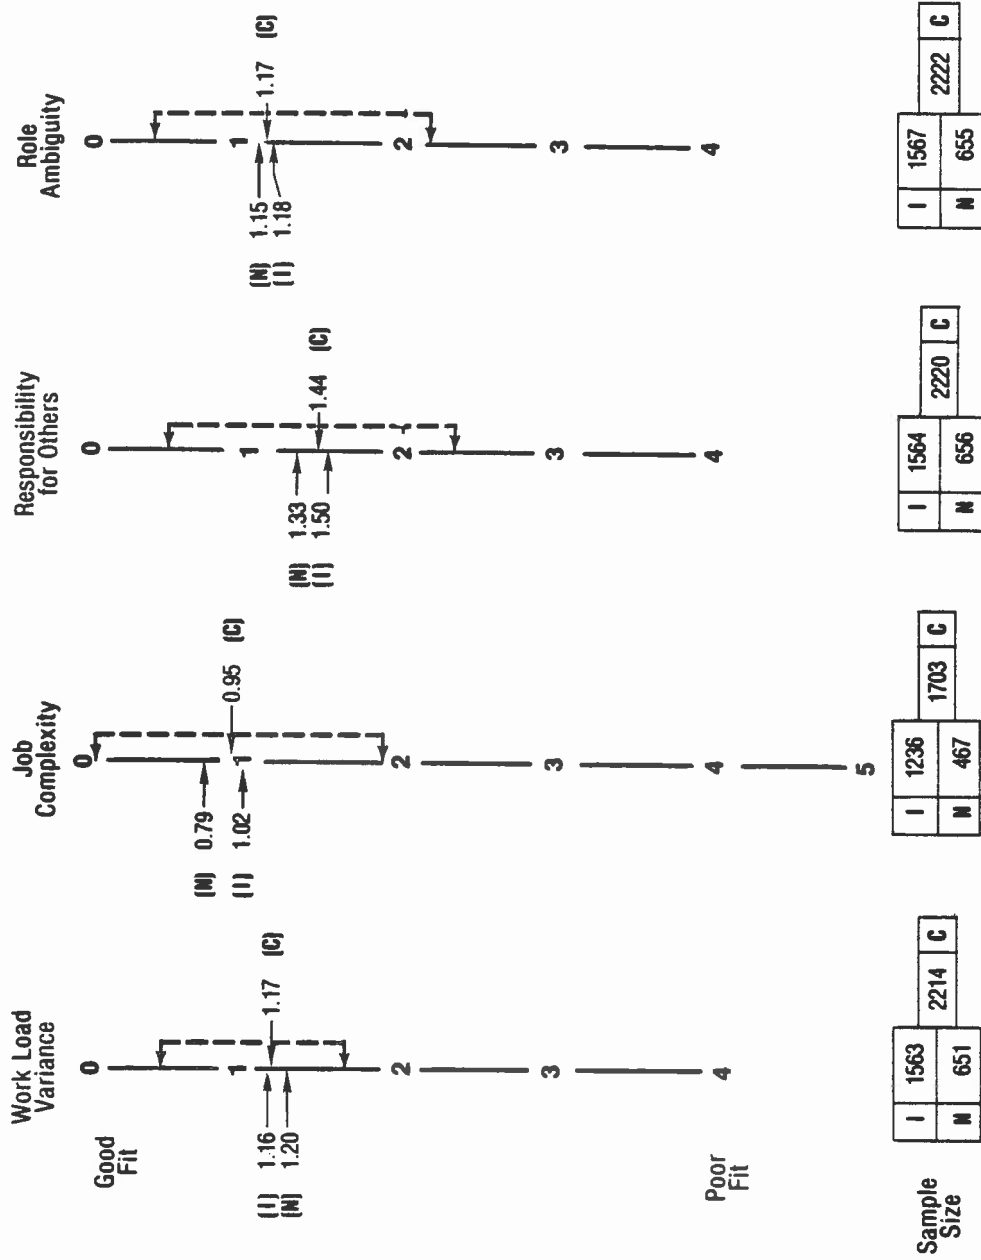 Work Load
Variance
Good
Fit
0
1
2
3
4
(I) 1.16
(N) 1.20
1.17 (C)
Poor
Fit
Job
Complexity
0
1
2
3
4
5
(N) 0.79
(I) 1.02
0.95 (C)
Responsibility
for Others
0
1
2
3
4
(N) 1.33
(I) 1.50
1.44 (C)
Role
Ambiguity
0
1
2
3
4
(N) 1.15
(I) 1.18
1.17 (C)
Sample
Size
I 1563
N 651
2214 C
I 1236
N 467
1703 C
I 1564
N 656
2220 C
I 1567
N 655
2222 C